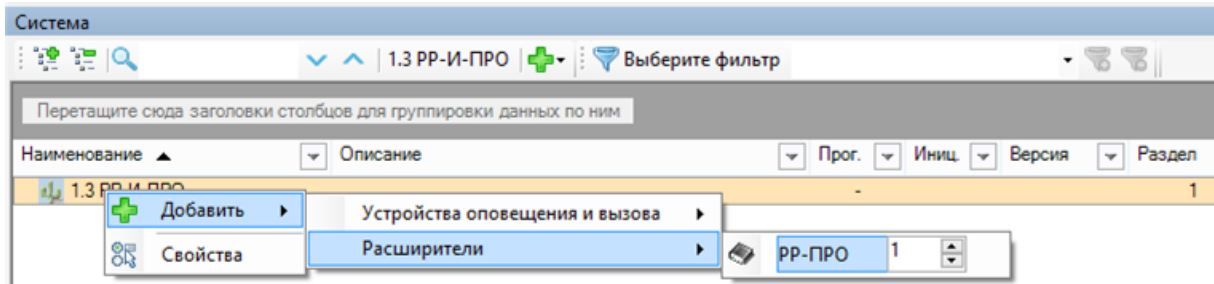 Система
1.3 РР-И-ПРО Выберите фильтр
Перетащите сюда заголовки столбцов для группировки данных по ним
Наименование Описание Прог. Иниц. Версия Раздел
1.3 РР-И-ПРО - 1
Добавить Устройства оповещения и вызова
Свойства Расширители РР-ПРО 1